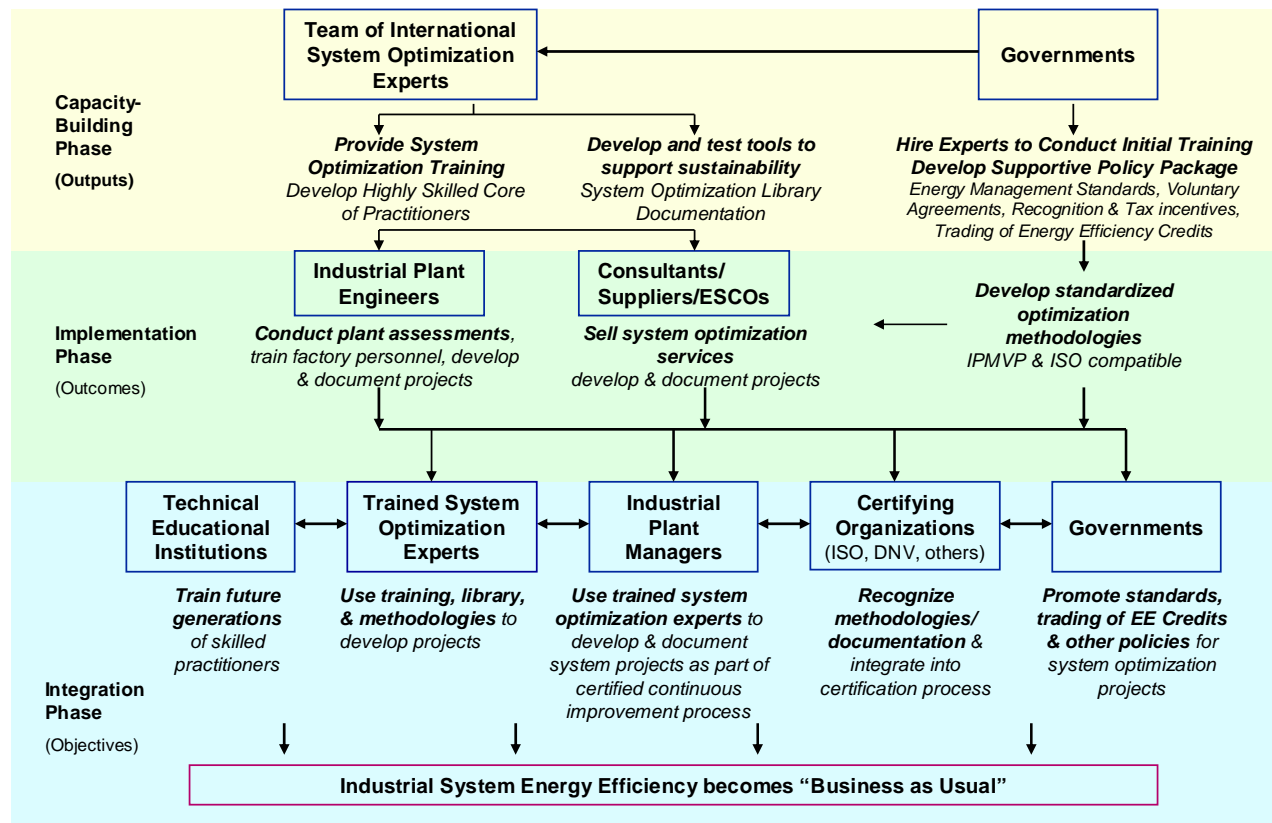 Team of International
System Optimization
Experts
Governments
Capacity-
Building
Phase
(Outputs)
Provide System
Optimization Training
Develop Highly Skilled Core
of Practitioners
Develop and test tools to
support sustainability
System Optimization Library
Documentation
Hire Experts to Conduct Initial Training
Develop Supportive Policy Package
Energy Management Standards, Voluntary
Agreements, Recognition & Tax incentives,
Trading of Energy Efficiency Credits
Industrial Plant
Engineers
Consultants/
Suppliers/ESCOs
Implementation
Phase
(Outcomes)
Conduct plant assessments,
train factory personnel, develop
& document projects
Sell system optimization
services
develop & document projects
Develop standardized
optimization
methodologies
IPMVP & ISO compatible
Technical
Educational
Institutions
Trained System
Optimization
Experts
Industrial
Plant
Managers
Certifying
Organizations
(ISO, DNV, others)
Governments
Integration
Phase
(Objectives)
Train future
generations
of skilled
practitioners
Use training, library,
& methodologies to
develop projects
Use trained system
optimization experts to
develop & document
system projects as part of
certified continuous
improvement process
Recognize
methodologies/
documentation &
integrate into
certification process
Promote standards,
trading of EE Credits
& other policies for
system optimization
projects
Industrial System Energy Efficiency becomes “Business as Usual”